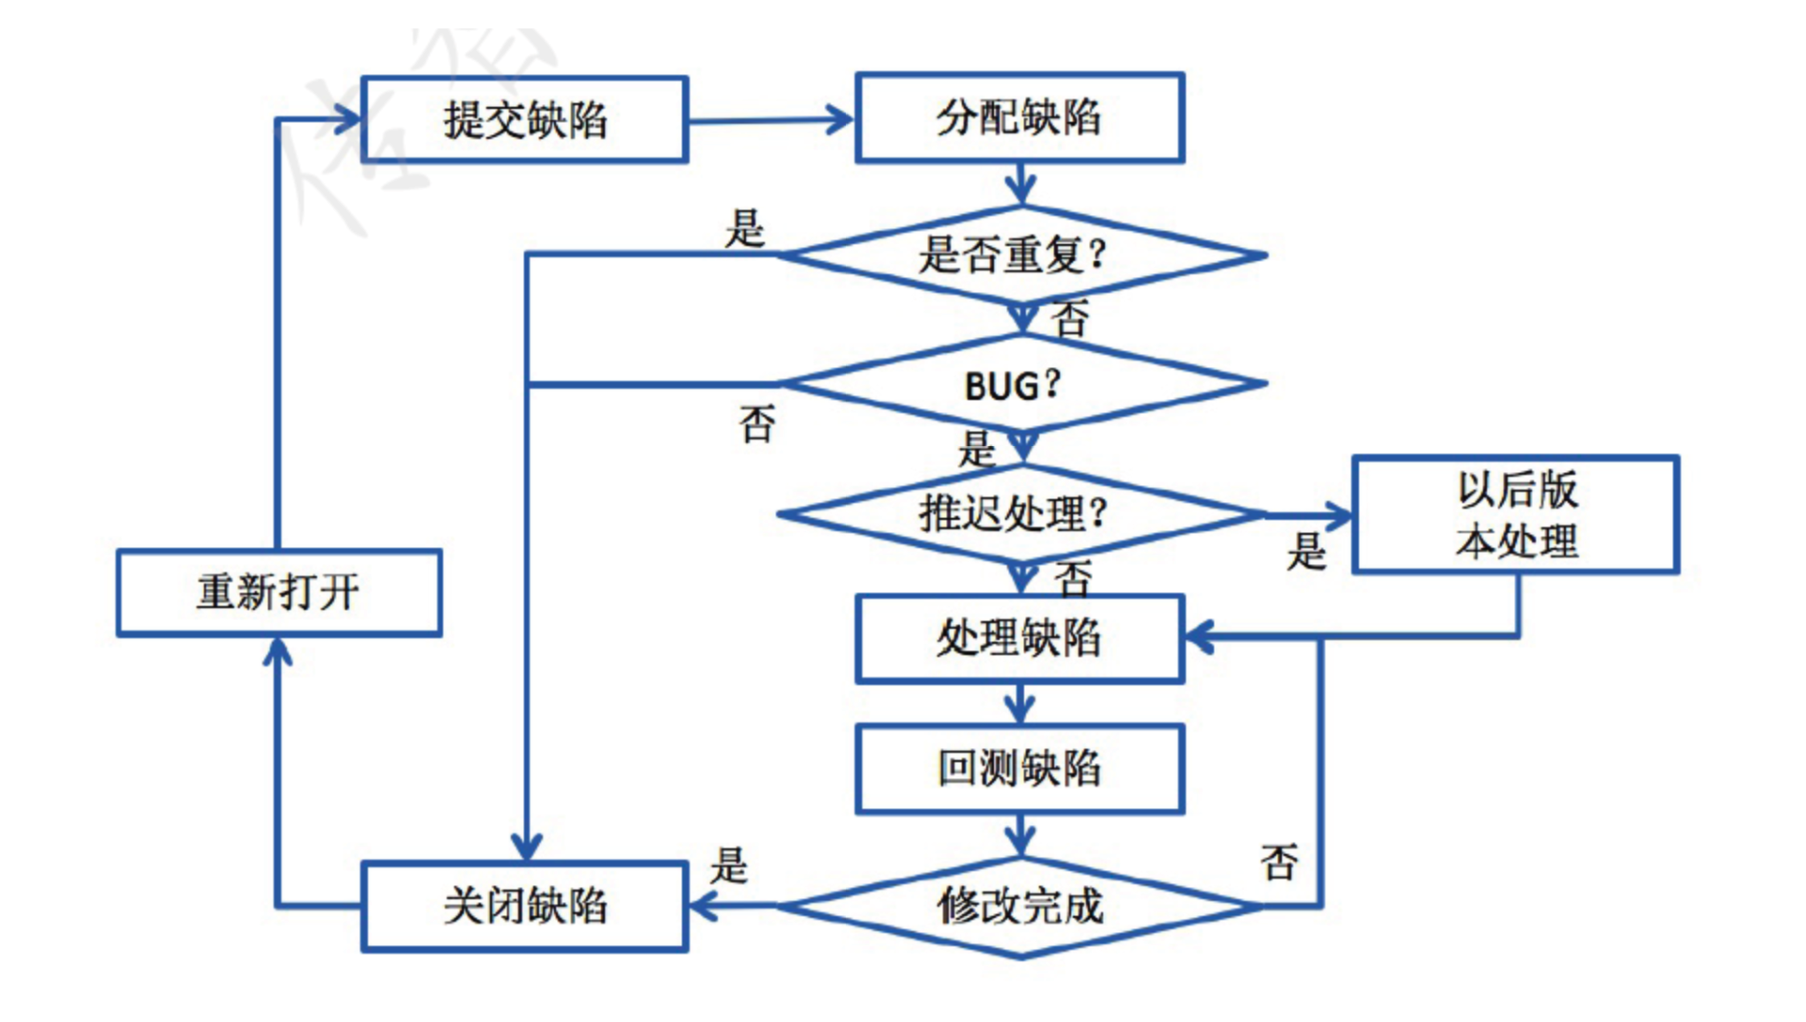 提交缺陷
分配缺陷
是
是否重复?
否
BUG?
否
是
推迟处理?
是
以后版
本处理
否
重新打开
处理缺陷
回测缺陷
是
否
关闭缺陷
修改完成